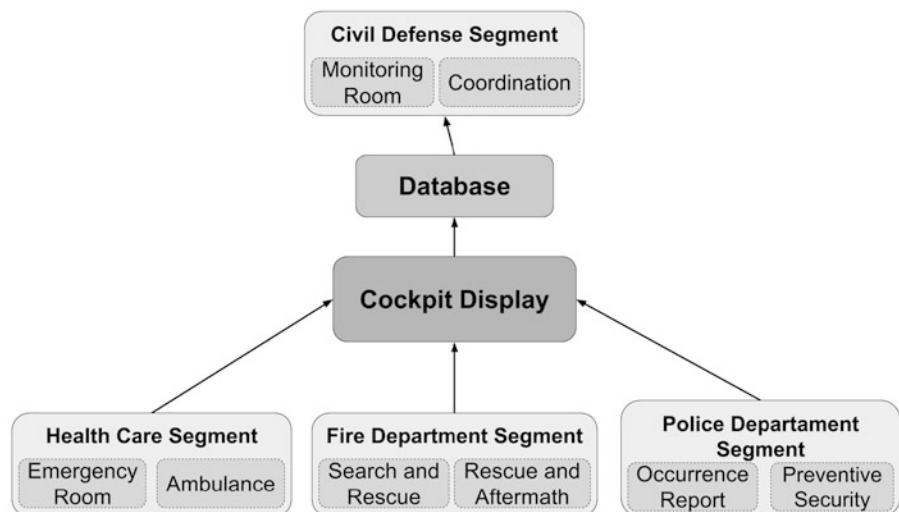 Civil Defense Segment
Monitoring
Room
Coordination
Database
Cockpit Display
Health Care Segment
Emergency
Room
Ambulance
Fire Department Segment
Search and
Rescue
Rescue and
Aftermath
Police Departament
Segment
Occurrence
Report
Preventive
Security